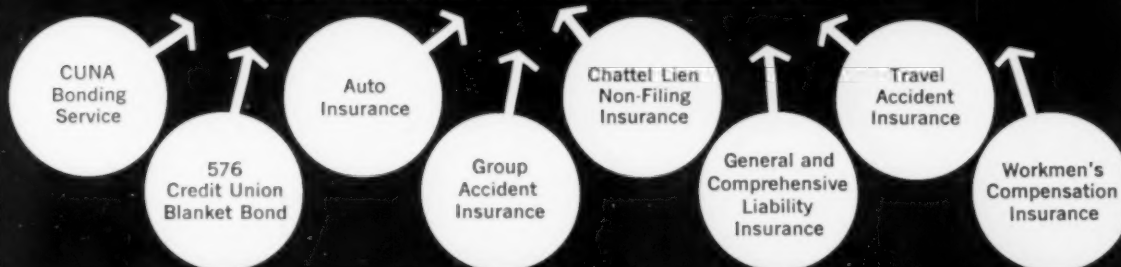 CUNA
Bonding
Service
576
Credit Union
Blanket Bond
Auto
Insurance
Group
Accident
Insurance
Chattel Lien
Non-Filing
Insurance
General and
Comprehensive
Liability
Insurance
Travel
Accident
Insurance
Workmen's
Compensation
Insurance